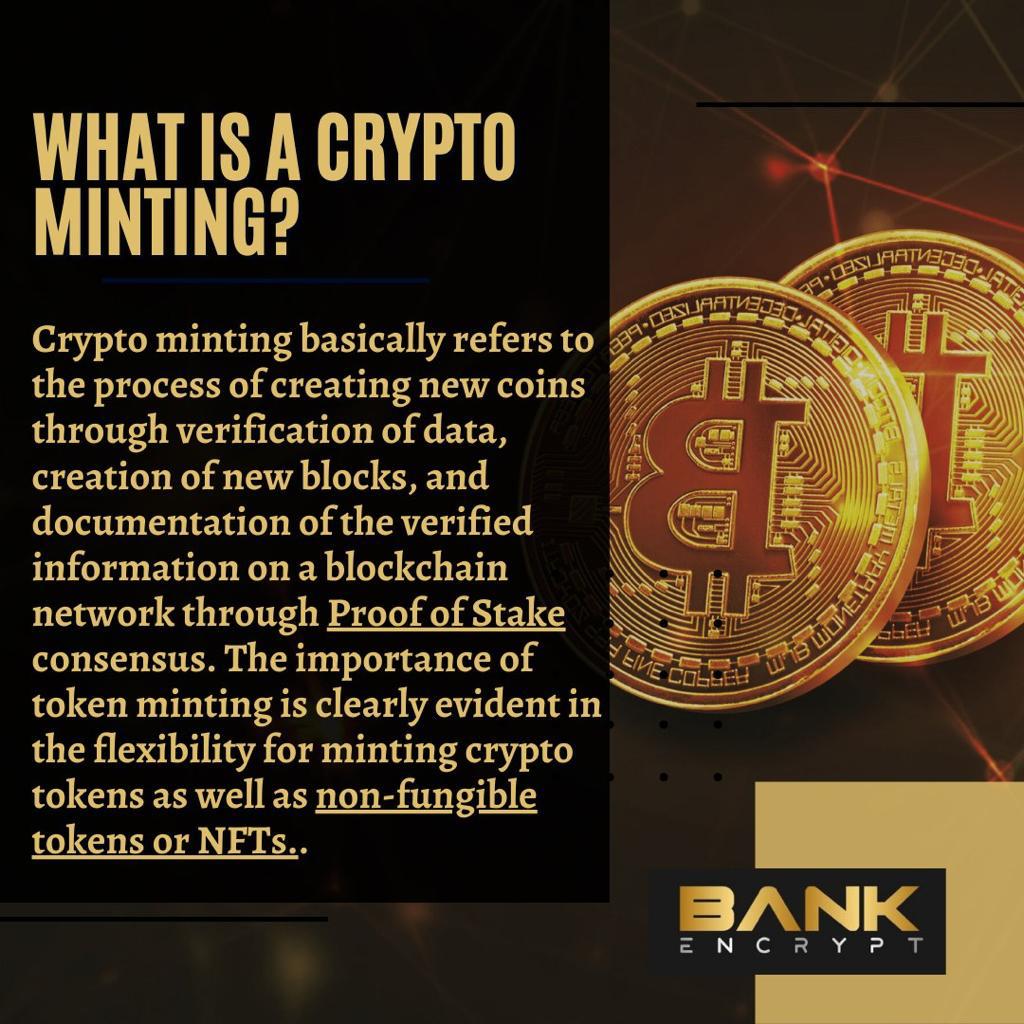 WHAT IS A CRYPTO
MINTING?
Crypto minting basically refers to
the process of creating new coins
through verification of data,
creation of new blocks, and
documentation of the verified
information on a blockchain
network through Proof of Stake
consensus. The importance of
token minting is clearly evident in
the flexibility for minting crypto
tokens as well as non-fungible
tokens or NFTs..
BANK
ENCRYPT